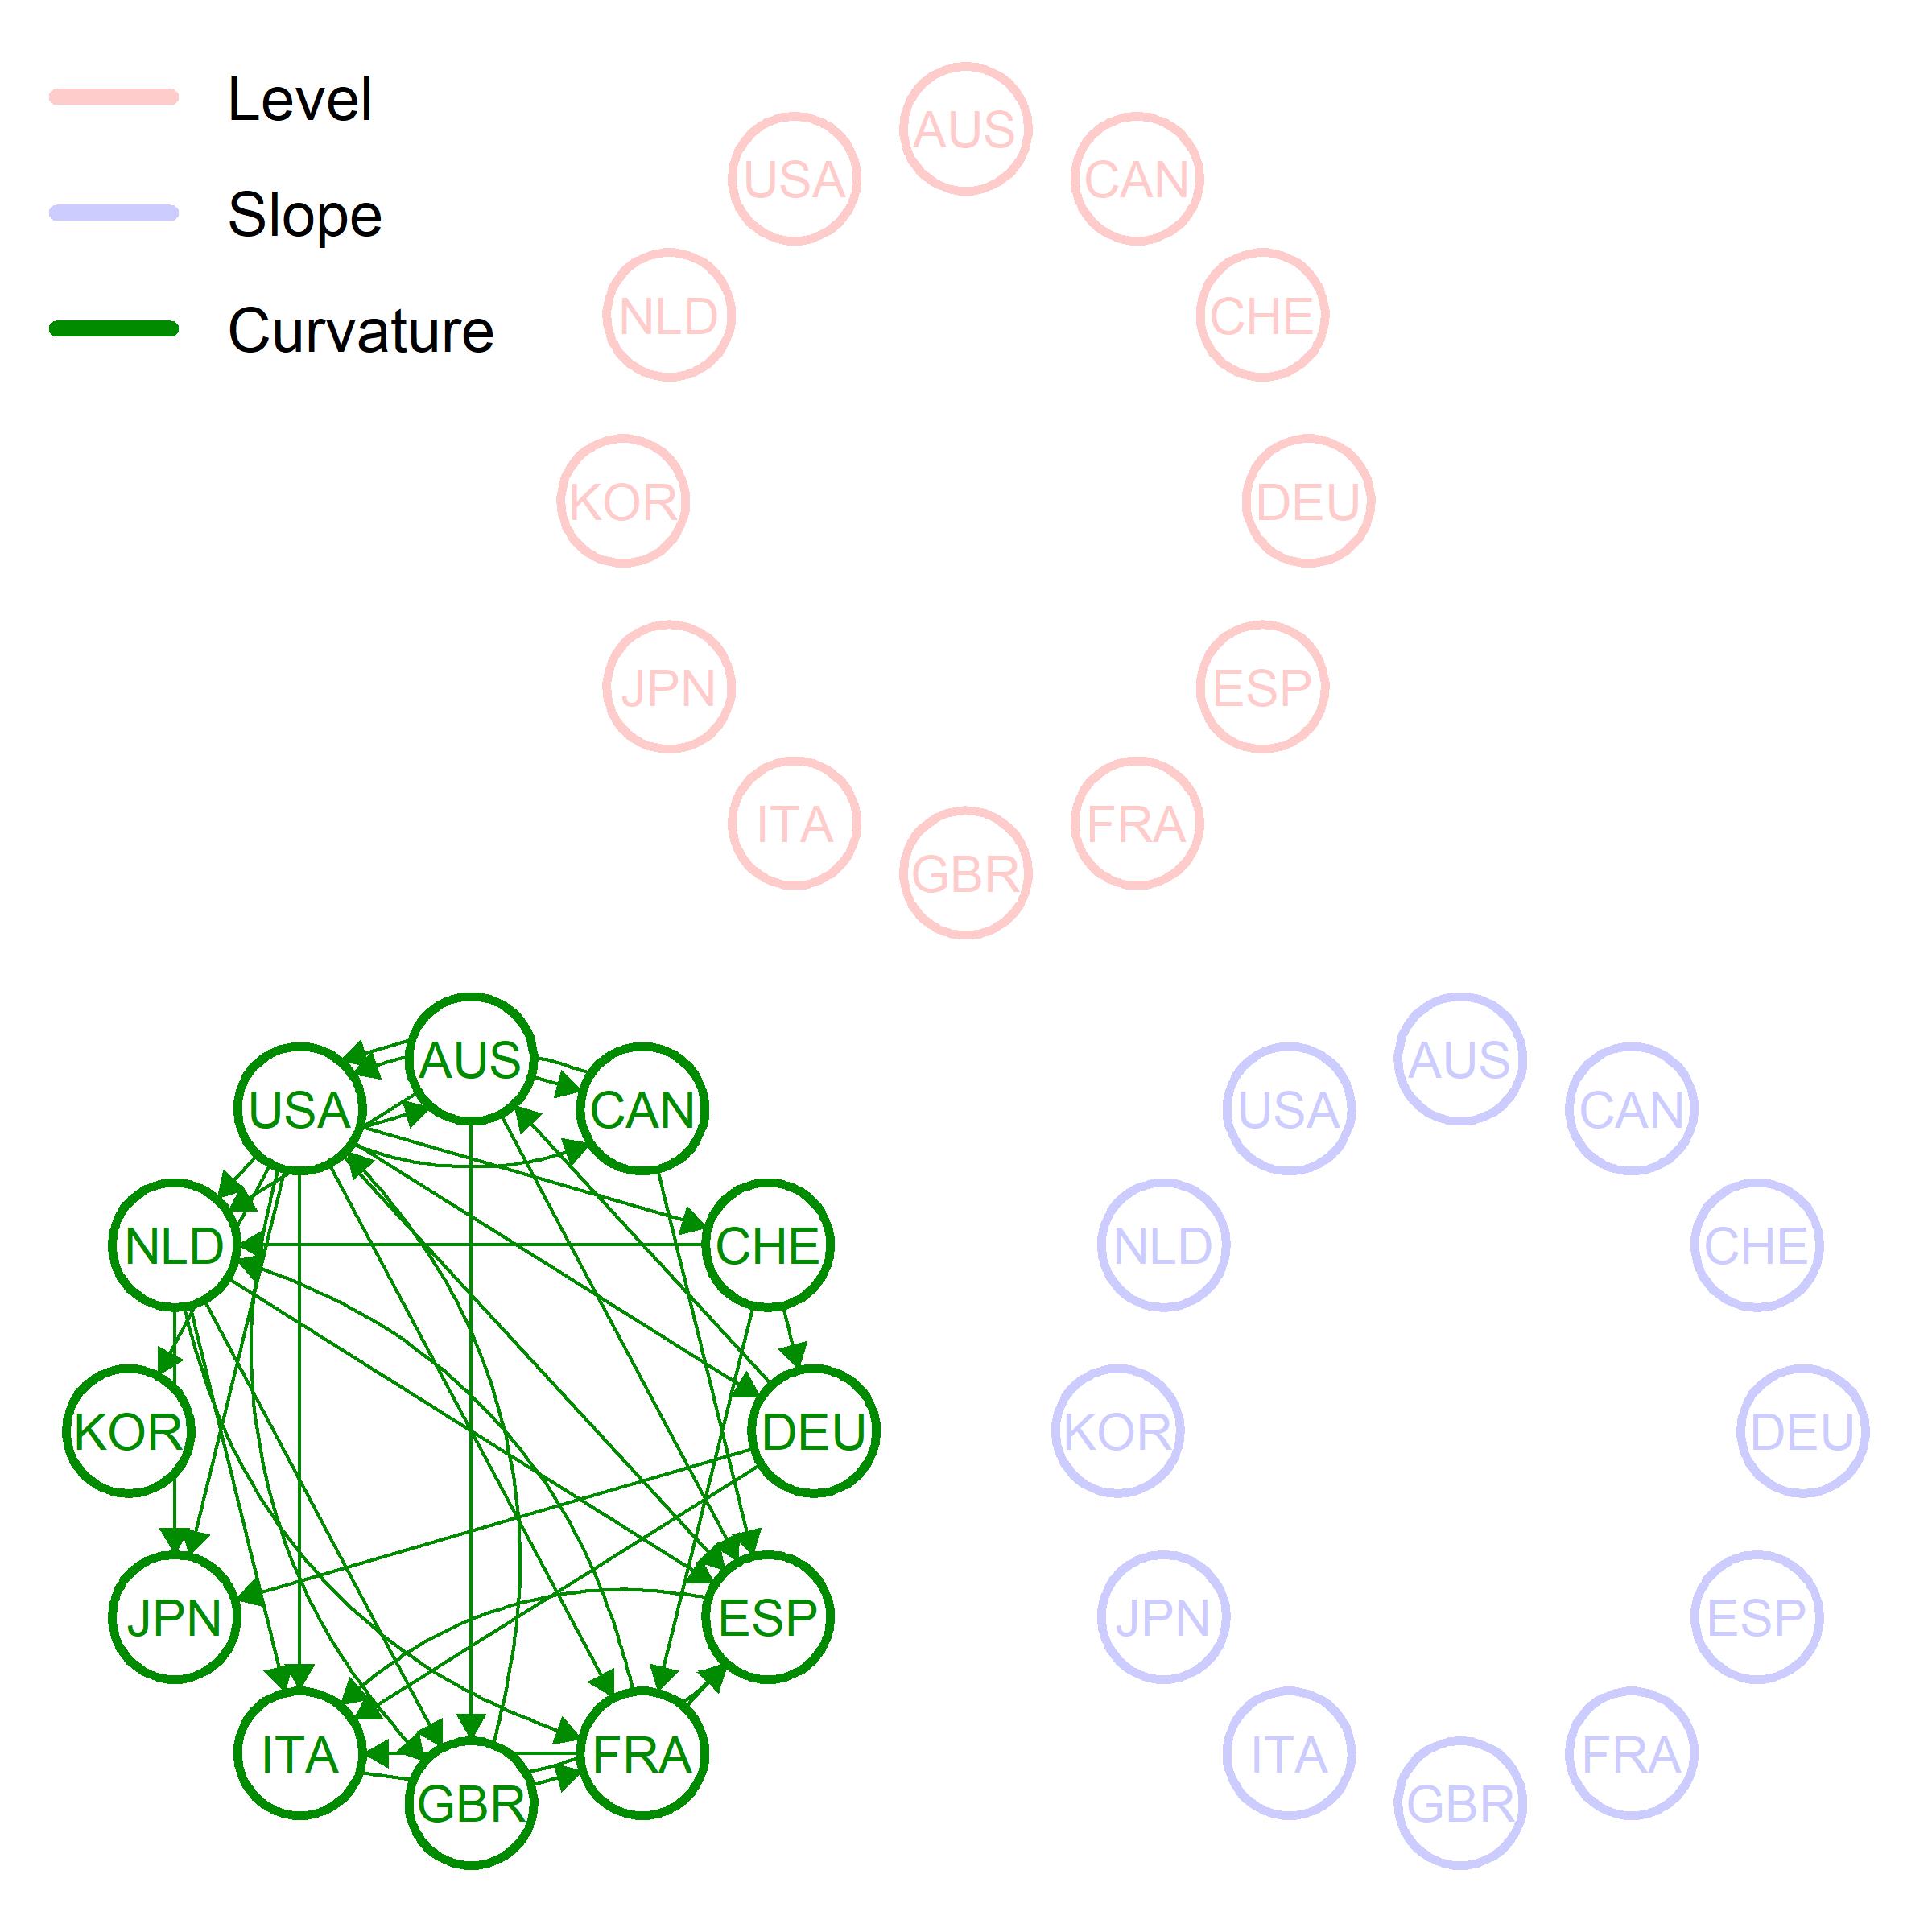 Level
Slope
Curvature
AUS
USA
CAN
NLD
CHE
KOR
DEU
JPN
ESP
ITA
FRA
GBR
AUS
USA
CAN
NLD
CHE
KOR
DEU
JPN
ESP
ITA
FRA
GBR
AUS
USA
CAN
NLD
CHE
KOR
DEU
JPN
ESP
ITA
FRA
GBR